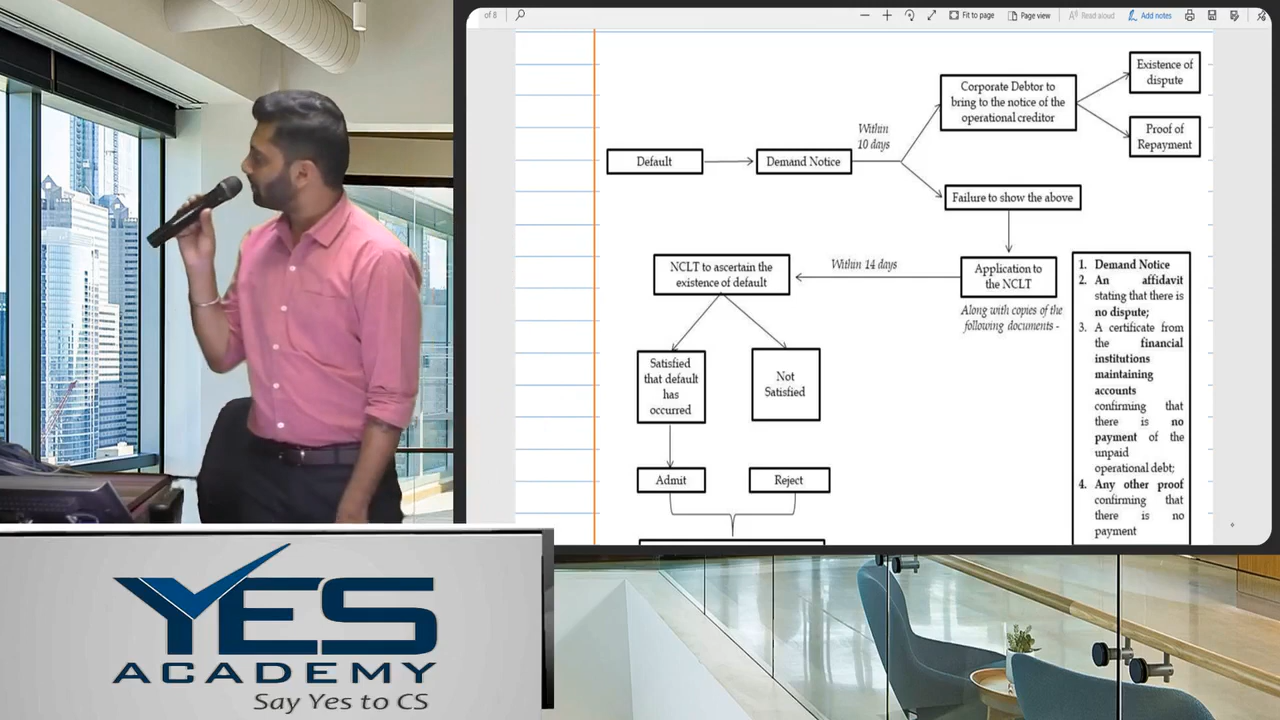 of 8
Fit to page
Page view
Read aloud
Add notes
Default
Demand Notice
Within
10 days
Corporate Debtor to
bring to the notice of the
operational creditor
Existence of
dispute
Proof of
Repayment
Failure to show the above
Application to
the NCLT
Along with copies of the
following documents -
Within 14 days
NCLT to ascertain the
existence of default
Satisfied
that default
has
occurred
Not
Satisfied
Admit
Reject
1. Demand Notice
2. An affidavit
stating that there is
no dispute;
3. A certificate from
the financial
institutions
maintaining
accounts
confirming that
there is no
payment of the
unpaid
operational debt;
4. Any other proof
confirming that
there is no
payment
YES
ACADEMY
Say Yes to CS